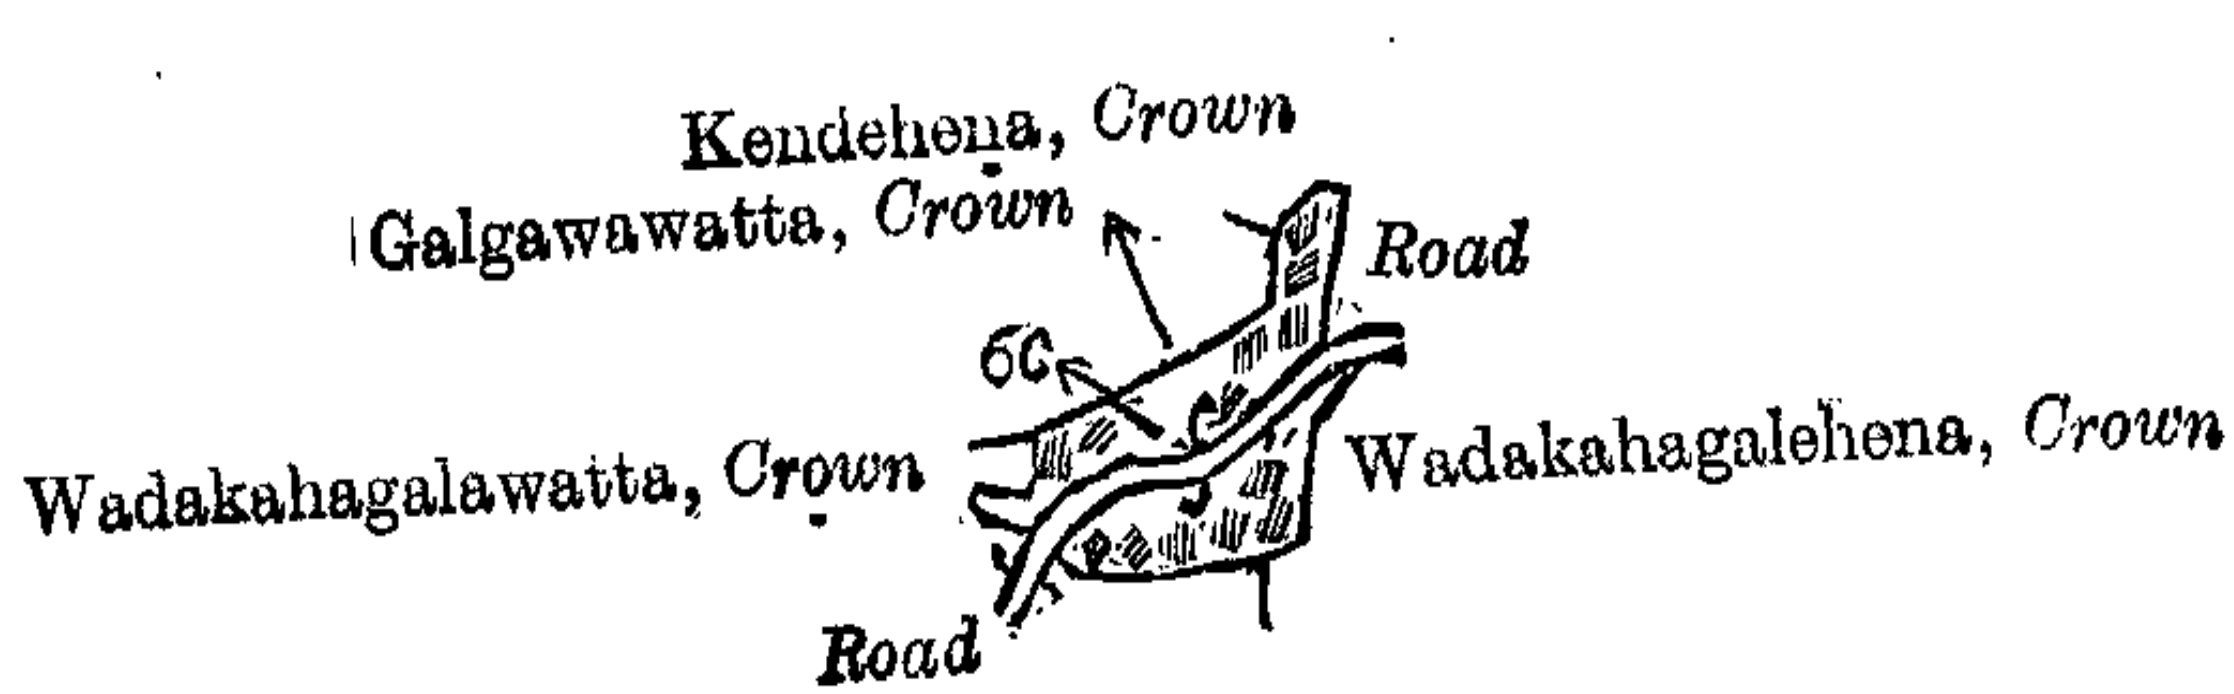 Kendehena, Crown
Galgawawatta, Crown
Road
6C
Wadakahagalawatta, Crown
Wadakahagalehena, Crown
Road